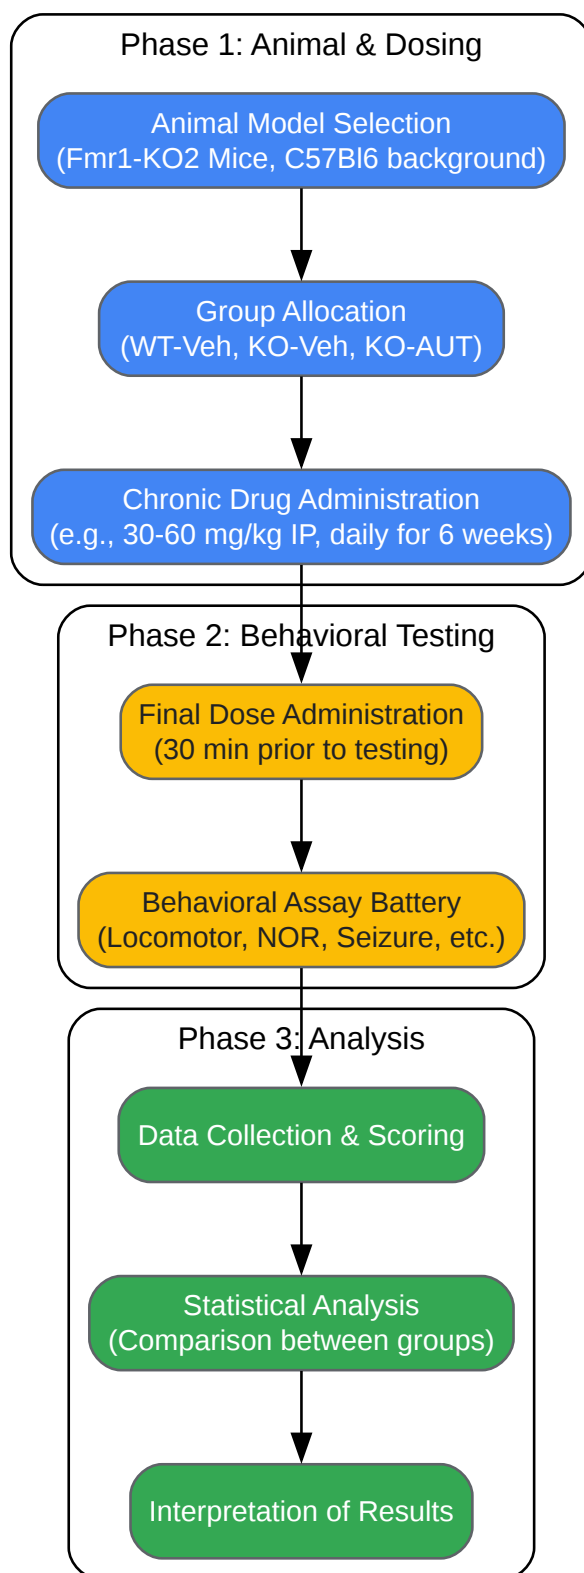 Phase 1: Animal & Dosing
Animal Model Selection
(Fmr1-KO2 Mice, C57Bl6 background)
Group Allocation
(WT-Veh, KO-Veh, KO-AUT)
Chronic Drug Administration
(e.g., 30-60 mg/kg IP, daily for 6 weeks)
Phase 2: Behavioral Testing
Final Dose Administration
(30 min prior to testing)
Behavioral Assay Battery
(Locomotor, NOR, Seizure, etc.)
Phase 3: Analysis
Data Collection & Scoring
Statistical Analysis
(Comparison between groups)
Interpretation of Results